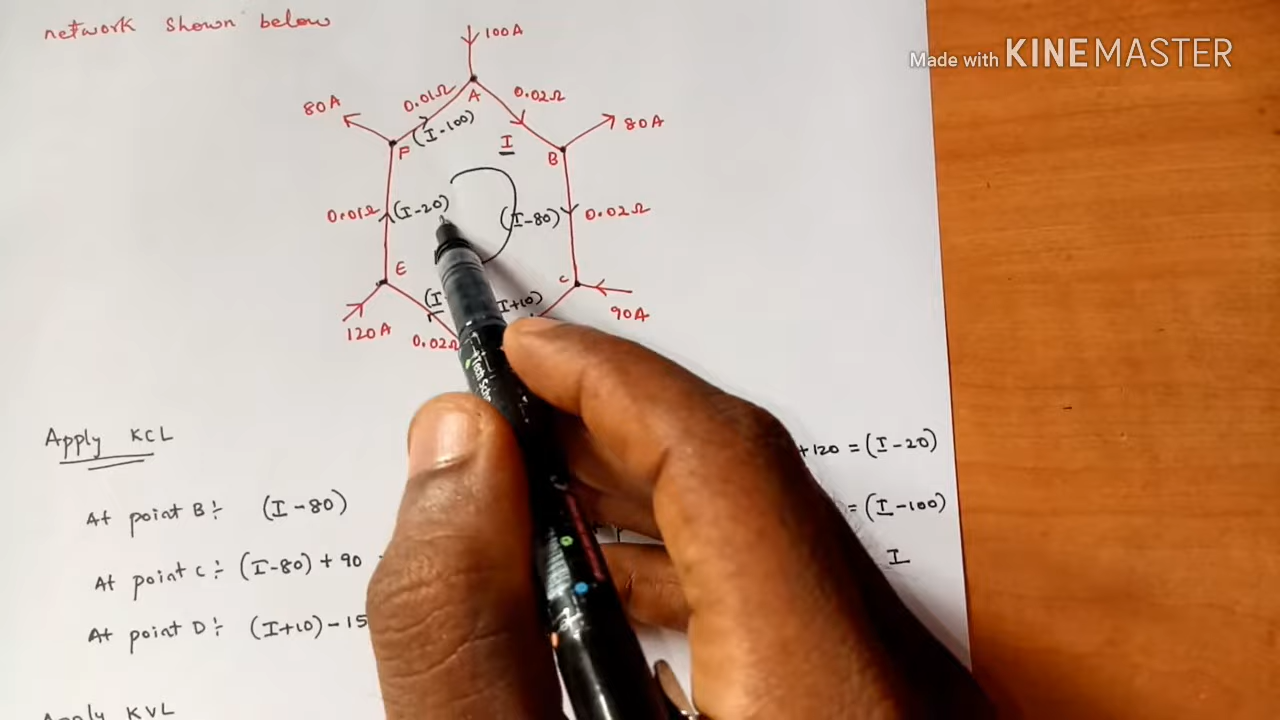 network shown below
Made with KINEMASTER
100A
0.01Ω
A
0.02Ω
80A
(I-100)
80A
F
I
B
0.01Ω
(I-20)
(I-80)
0.02Ω
E
C
(I
I+10)
120A
0.02Ω
90A
Apply KCL
+120 = (I-20)
At point B:- (I-80)
= (I-100)
At point C:- (I-80)+90
I
At point D:- (I+10)-15
Apply KVL